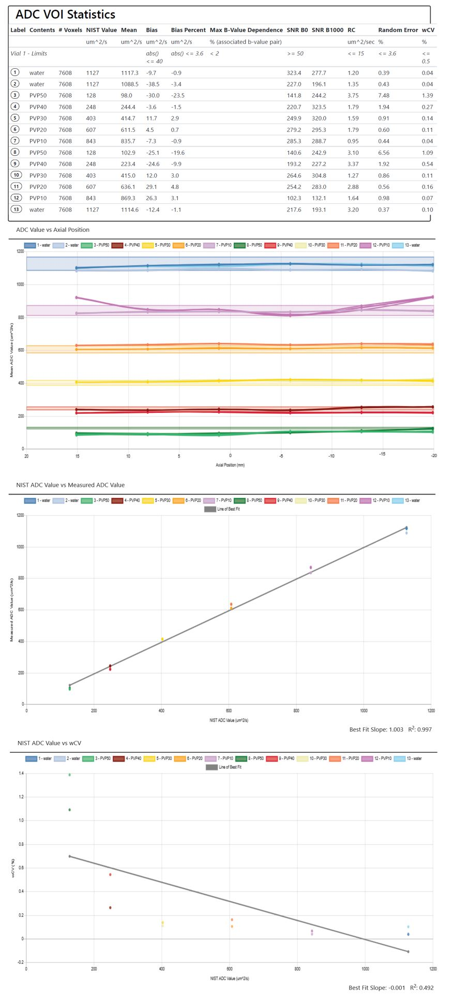 ADC VOI Statistics
Label Contents # Voxels NIST Value Mean Bias Bias Percent Max B-Value Dependence SNR B0 SNR B1000 RC Random Error wCV
um^2/s um^2/s um^2/s um^2/s % (associated b-value pair) um^2/sec % %
Vial 1 - Limits abs() <= 40 abs() <= 3.6 < 2 >= 50 <= 15 <= 3.6 <= 0.5
1 water 7608 1127 1117.3 -9.7 -0.9 323.4 277.7 1.20 0.39 0.04
2 water 7608 1127 1088.5 -38.5 -3.4 227.0 196.1 1.35 0.43 0.04
3 PVP50 7608 128 98.0 -30.0 -23.5 141.8 244.2 3.75 7.48 1.39
4 PVP40 7608 248 244.4 -3.6 -1.5 220.7 323.5 1.79 1.94 0.27
5 PVP30 7608 403 414.7 11.7 2.9 249.9 320.0 1.59 0.91 0.14
6 PVP20 7608 607 611.5 4.5 0.7 279.2 295.3 1.79 0.60 0.11
7 PVP10 7608 843 835.7 -7.3 -0.9 285.3 288.7 0.95 0.44 0.04
8 PVP50 7608 128 102.9 -25.1 -19.6 140.6 242.9 3.10 6.56 1.09
9 PVP40 7608 248 223.4 -24.6 -9.9 193.2 227.2 3.37 1.92 0.54
10 PVP30 7608 403 415.0 12.0 3.0 264.6 304.8 1.27 0.86 0.11
11 PVP20 7608 607 636.1 29.1 4.8 254.2 283.0 2.88 0.56 0.16
12 PVP10 7608 843 869.3 26.3 3.1 102.3 132.1 1.64 0.98 0.07
13 water 7608 1127 1114.6 -12.4 -1.1 217.6 193.1 3.20 0.37 0.10
ADC Value vs Axial Position
1 - water 2 - water 3 - PVP50 4 - PVP40 5 - PVP30 6 - PVP20 7 - PVP10 8 - PVP50 9 - PVP40 10 - PVP30 11 - PVP20 12 - PVP10 13 - water
1200
1000
800
600
400
200
0
Mean ADC Value (um^2/s)
20 15 10 5 0 -5 -10 -15 -20
Axial Position (mm)
NIST ADC Value vs Measured ADC Value
1 - water 2 - water 3 - PVP50 4 - PVP40 5 - PVP30 6 - PVP20 7 - PVP10 8 - PVP50 9 - PVP40 10 - PVP30 11 - PVP20 12 - PVP10 13 - water
Line of Best Fit
1200
1000
800
600
400
200
0
Measured ADC Value (um^2/s)
0 200 400 600 800 1000 1200
NIST ADC Value (um^2/s)
Best Fit Slope: 1.003 R²: 0.997
NIST ADC Value vs wCV
1 - water 2 - water 3 - PVP50 4 - PVP40 5 - PVP30 6 - PVP20 7 - PVP10 8 - PVP50 9 - PVP40 10 - PVP30 11 - PVP20 12 - PVP10 13 - water
Line of Best Fit
1.4
1.2
1.0
0.8
0.6
0.4
0.2
0
-0.2
wCV (%)
0 200 400 600 800 1000 1200
NIST ADC Value (um^2/s)
Best Fit Slope: -0.001 R²: 0.492